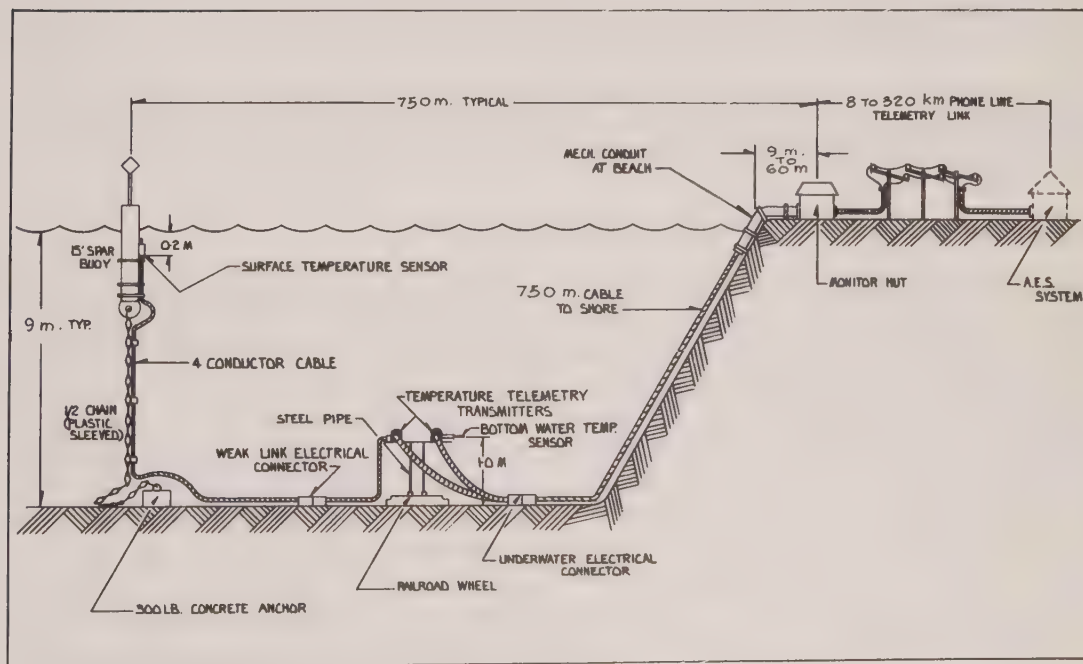 750 m. TYPICAL
8 TO 320 km PHONE LINE
TELEMETRY LINK
MECH. CONDUIT
AT BEACH
9 m.
TO
60 m
15' SPAR
BUOY
0.2 M
SURFACE TEMPERATURE SENSOR
MONITOR HUT
A.E.S.
SYSTEM
750 m. CABLE
TO SHORE
9 m. TYP.
4 CONDUCTOR CABLE
1/2 CHAIN
(PLASTIC
SLEEVED)
STEEL PIPE
TEMPERATURE TELEMETRY
TRANSMITTERS
BOTTOM WATER TEMP.
SENSOR
WEAK LINK ELECTRICAL
CONNECTOR
1.0 M
UNDERWATER ELECTRICAL
CONNECTOR
RAILROAD WHEEL
300 LB. CONCRETE ANCHOR